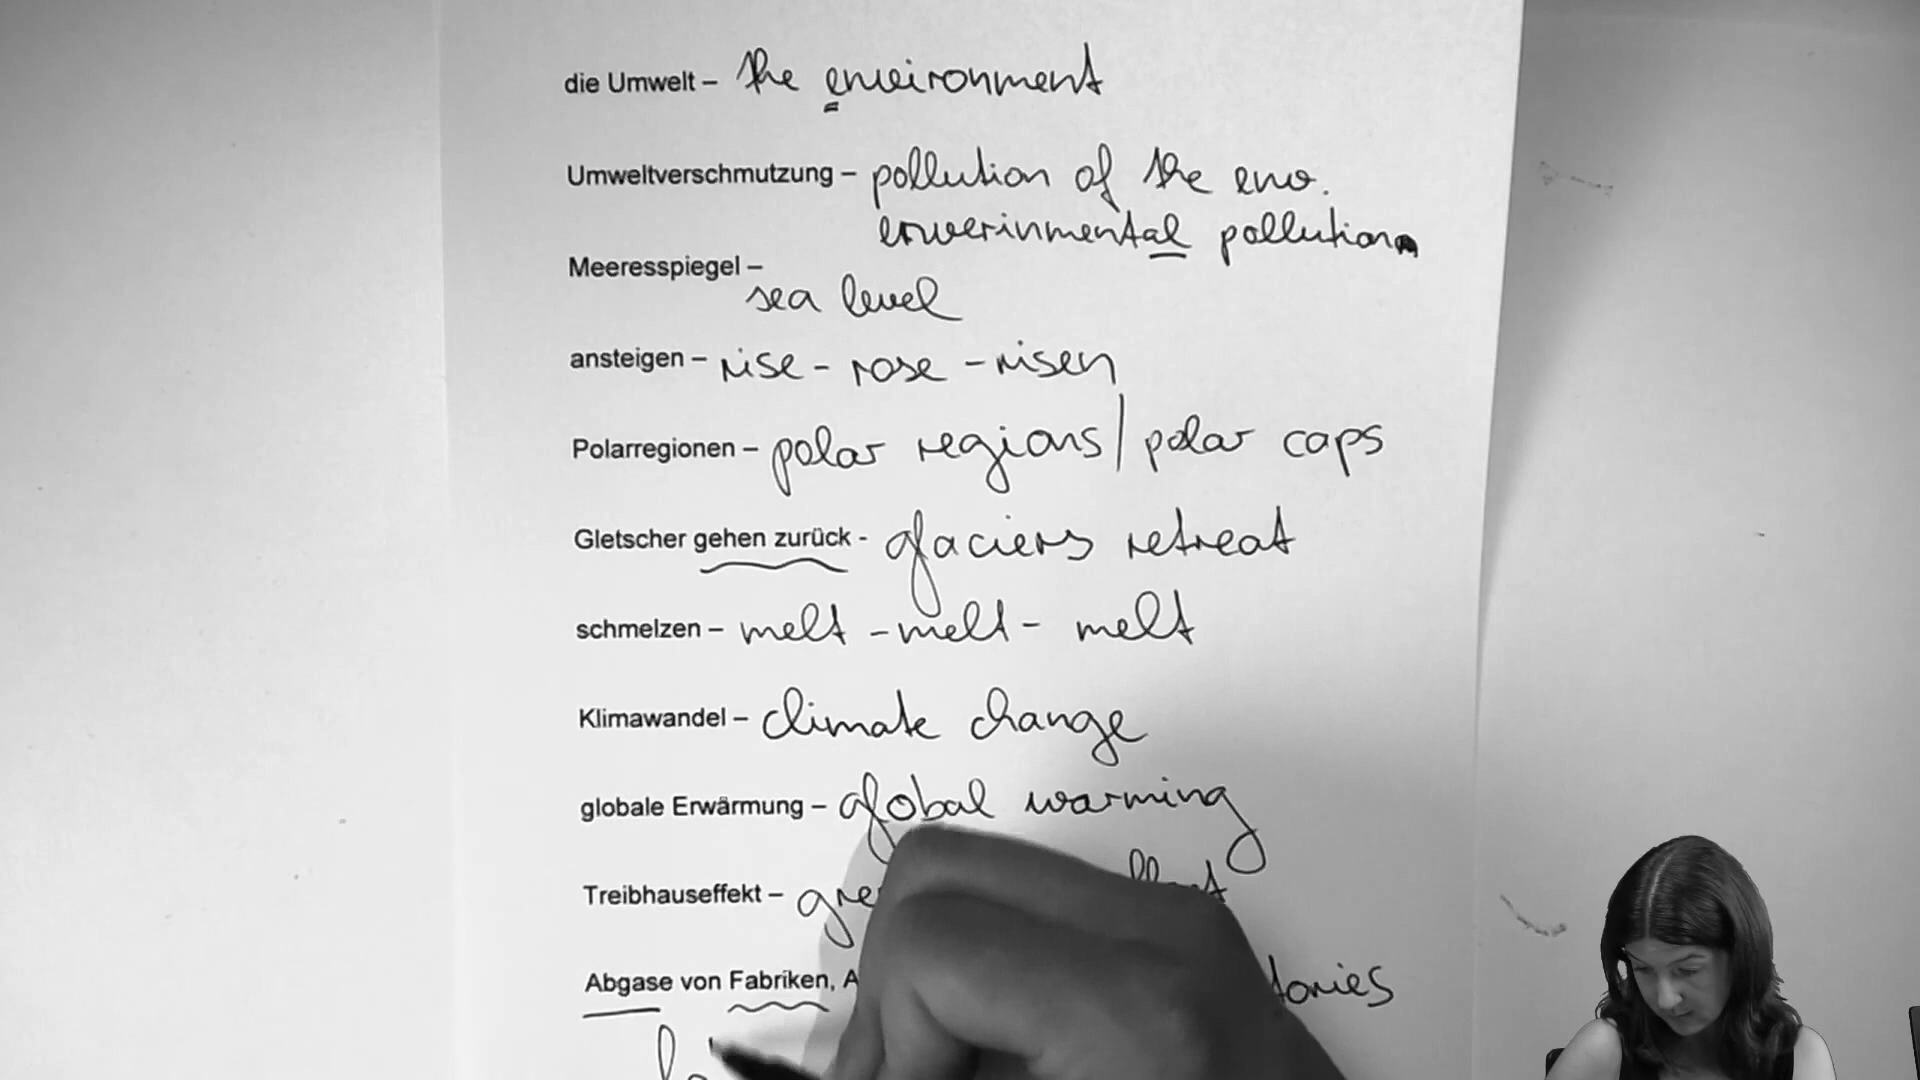 die Umwelt – the environment
Umweltverschmutzung – pollution of the env.
enverinmental pollution
Meeresspiegel –
sea level
ansteigen – rise - rose - risen
Polarregionen – polar regions / polar caps
Gletscher gehen zurück - glaciers retreat
schmelzen – melt - melt - melt
Klimawandel – climate change
globale Erwärmung – global warming
Treibhauseffekt –
Abgase von Fabriken,